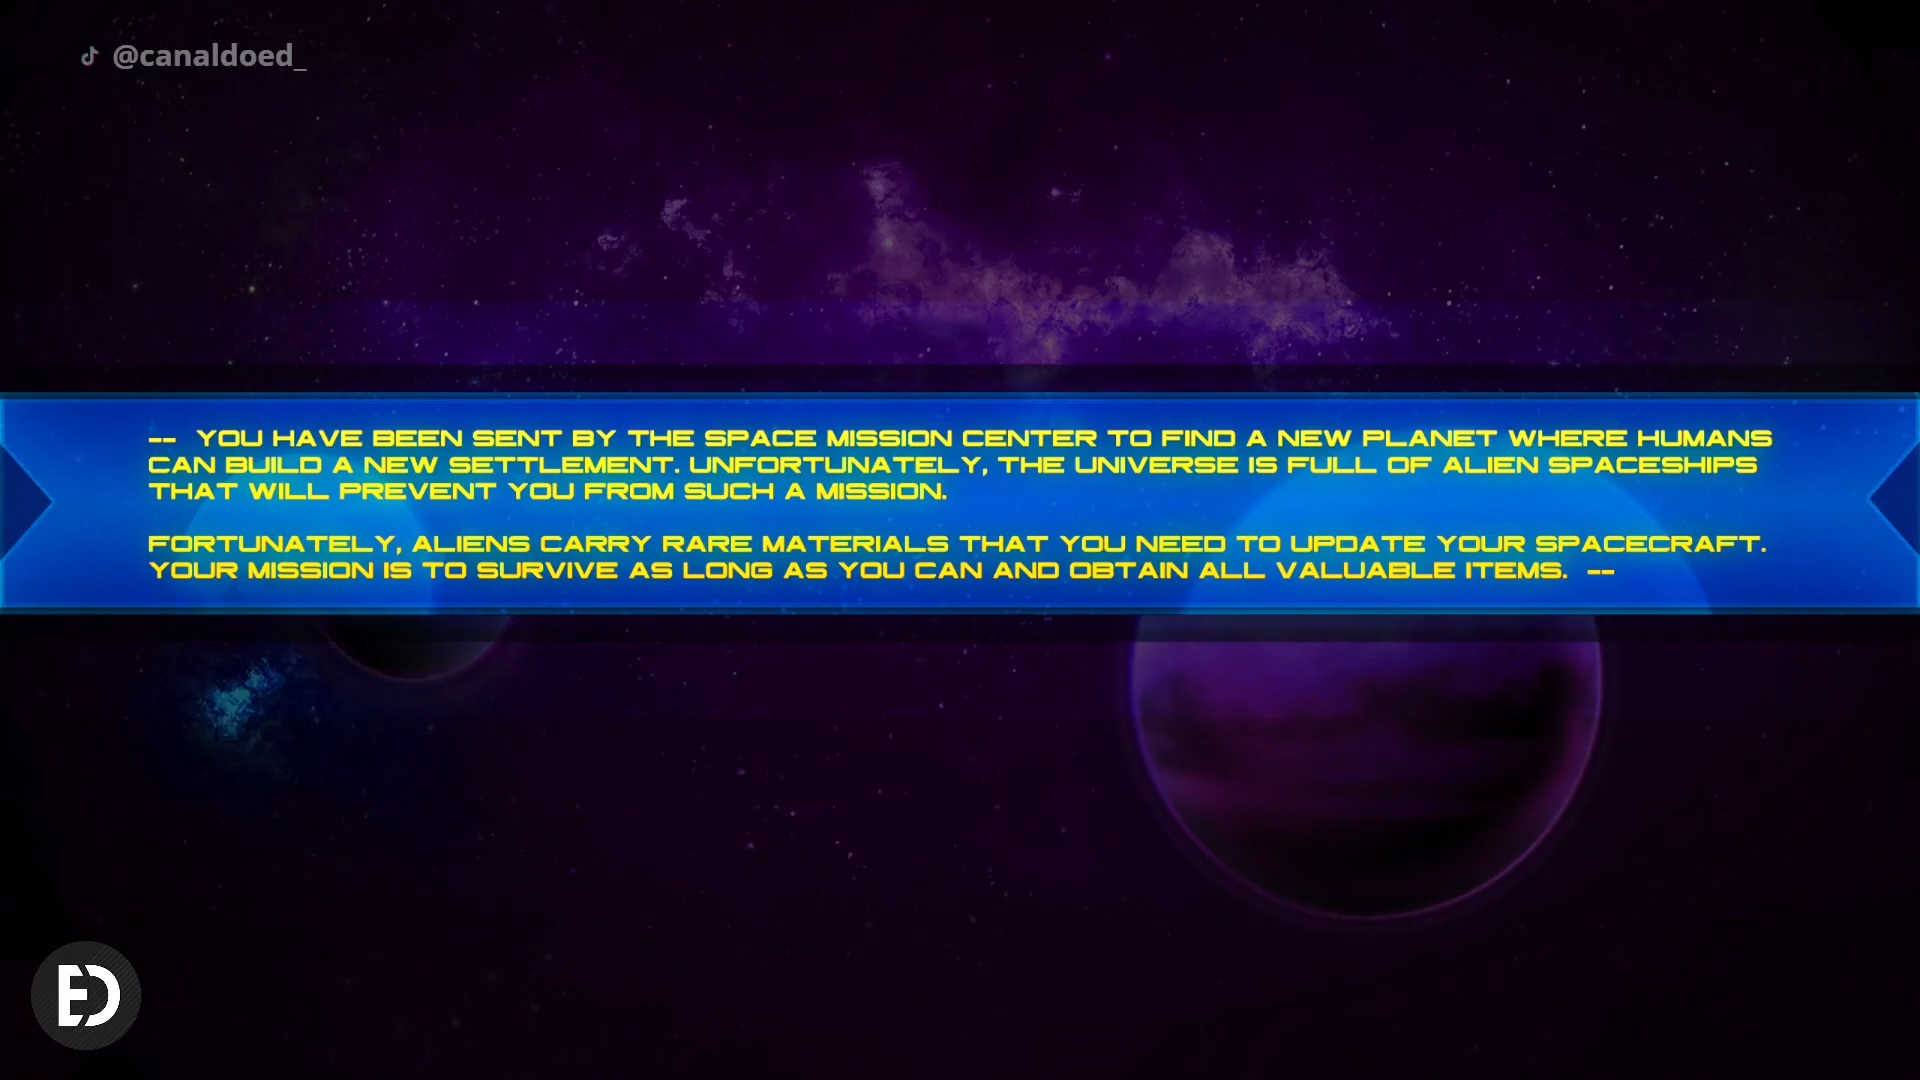 @canaldoed_
-- YOU HAVE BEEN SENT BY THE SPACE MISSION CENTER TO FIND A NEW PLANET WHERE HUMANS
CAN BUILD A NEW SETTLEMENT. UNFORTUNATELY, THE UNIVERSE IS FULL OF ALIEN SPACESHIPS
THAT WILL PREVENT YOU FROM SUCH A MISSION.
FORTUNATELY, ALIENS CARRY RARE MATERIALS THAT YOU NEED TO UPDATE YOUR SPACECRAFT.
YOUR MISSION IS TO SURVIVE AS LONG AS YOU CAN AND OBTAIN ALL VALUABLE ITEMS. --
ED